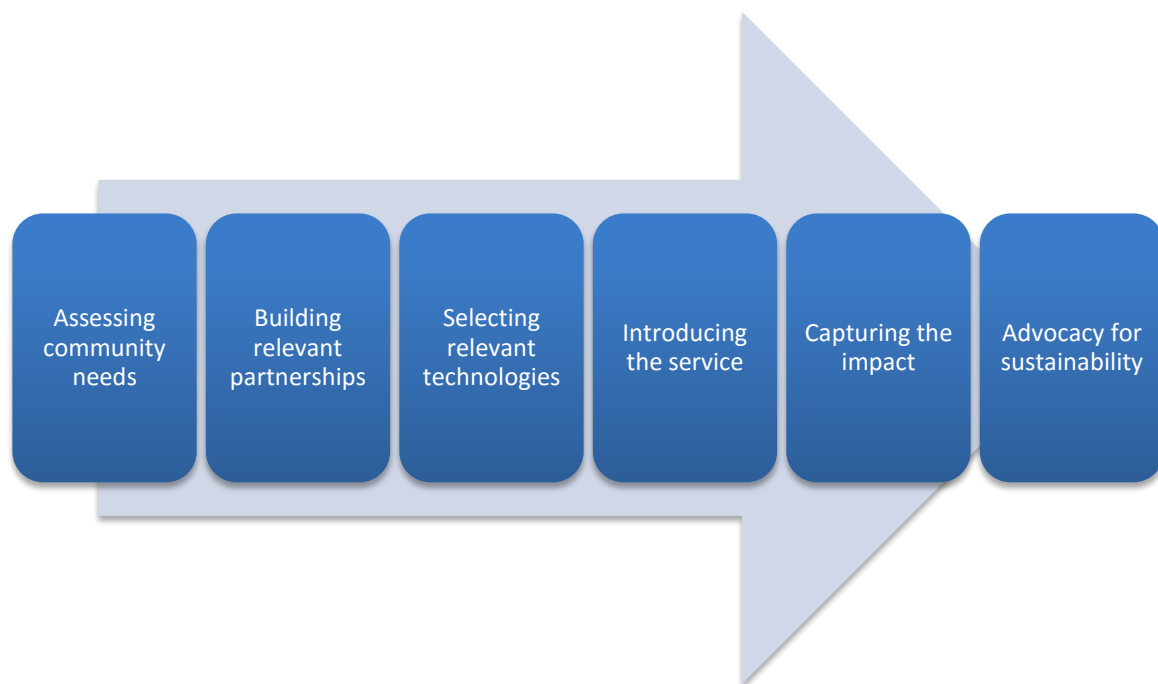 Assessing
community
needs
Building
relevant
partnerships
Selecting
relevant
technologies
Introducing
the service
Capturing the
impact
Advocacy for
sustainability